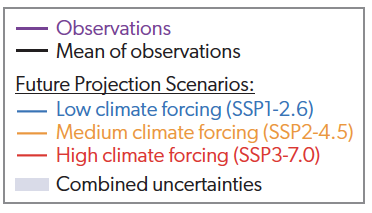 Observations
Mean of observations
Future Projection Scenarios:
Low climate forcing (SSP1-2.6)
Medium climate forcing (SSP2-4.5)
High climate forcing (SSP3-7.0)
Combined uncertainties